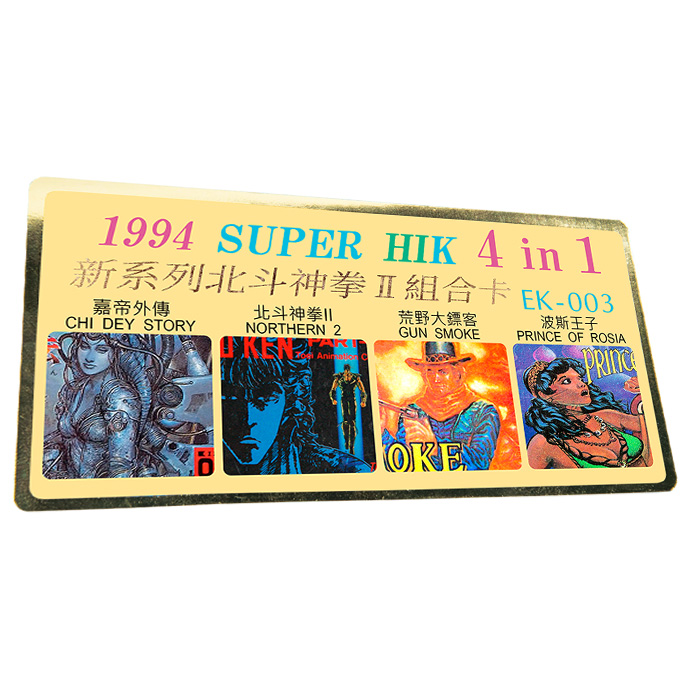 1994 SUPER HIK 4 in 1
新系列北斗神拳Ⅱ組合卡 EK-003
嘉帝外傳
CHI DEY STORY
北斗神拳II
NORTHERN 2
荒野大鏢客
GUN SMOKE
波斯王子
PRINCE OF ROSIA
O KEN PART
Toei Animation C
OKE
PRINCE